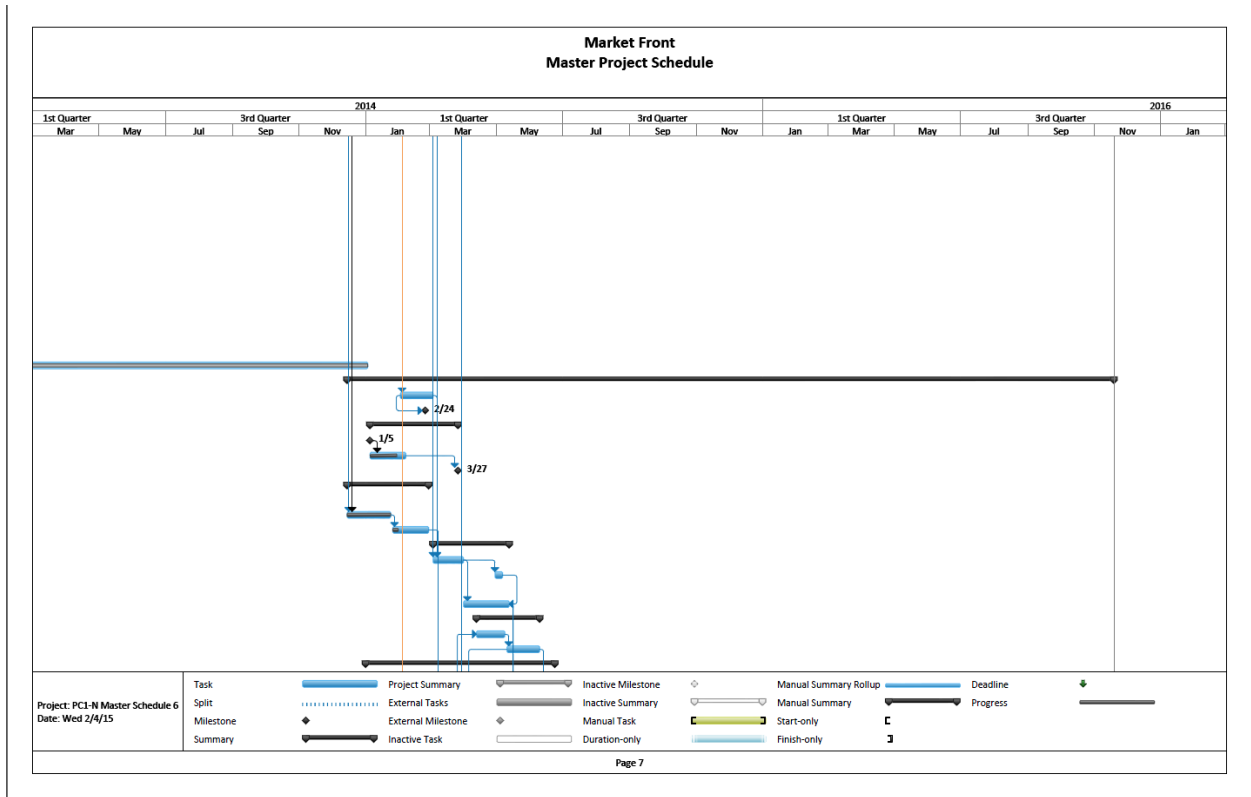 Market Front
Master Project Schedule
2014 2016
1st Quarter 3rd Quarter 1st Quarter 3rd Quarter 1st Quarter 3rd Quarter
Mar May Jul Sep Nov Jan Mar May Jul Sep Nov Jan Mar May Jul Sep Nov Jan
2/24
1/5
3/27
Task Project Summary Inactive Milestone Manual Summary Rollup Deadline
Project: PC1-N Master Schedule 6 Split External Tasks Inactive Summary Manual Summary Progress
Date: Wed 2/4/15 Milestone External Milestone Manual Task Start-only
Summary Inactive Task Duration-only Finish-only
Page 7